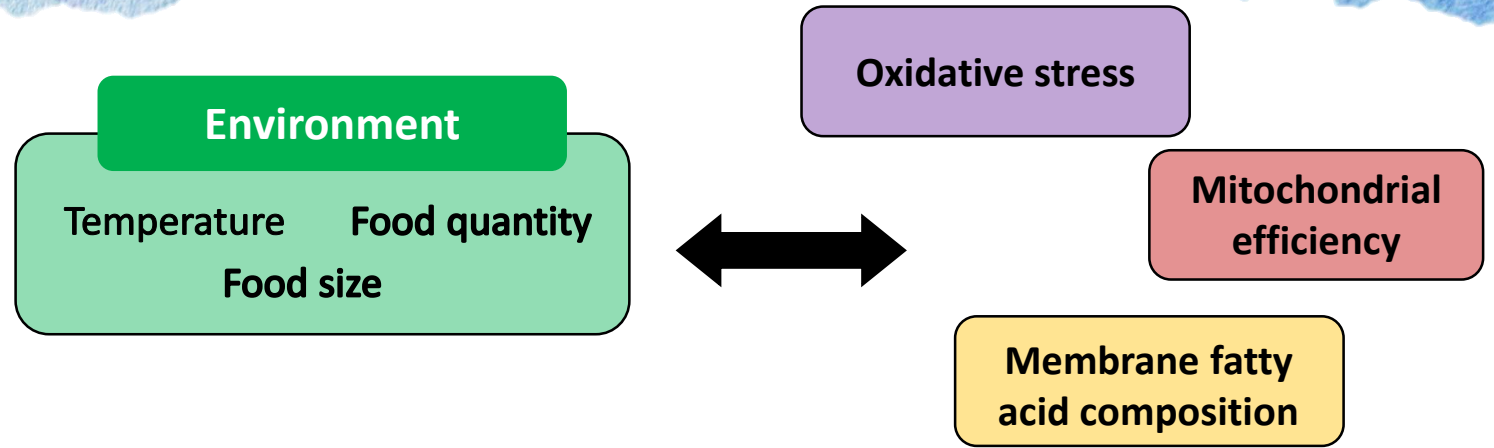 Environment
Temperature Food quantity
Food size
Oxidative stress
Mitochondrial
efficiency
Membrane fatty
acid composition